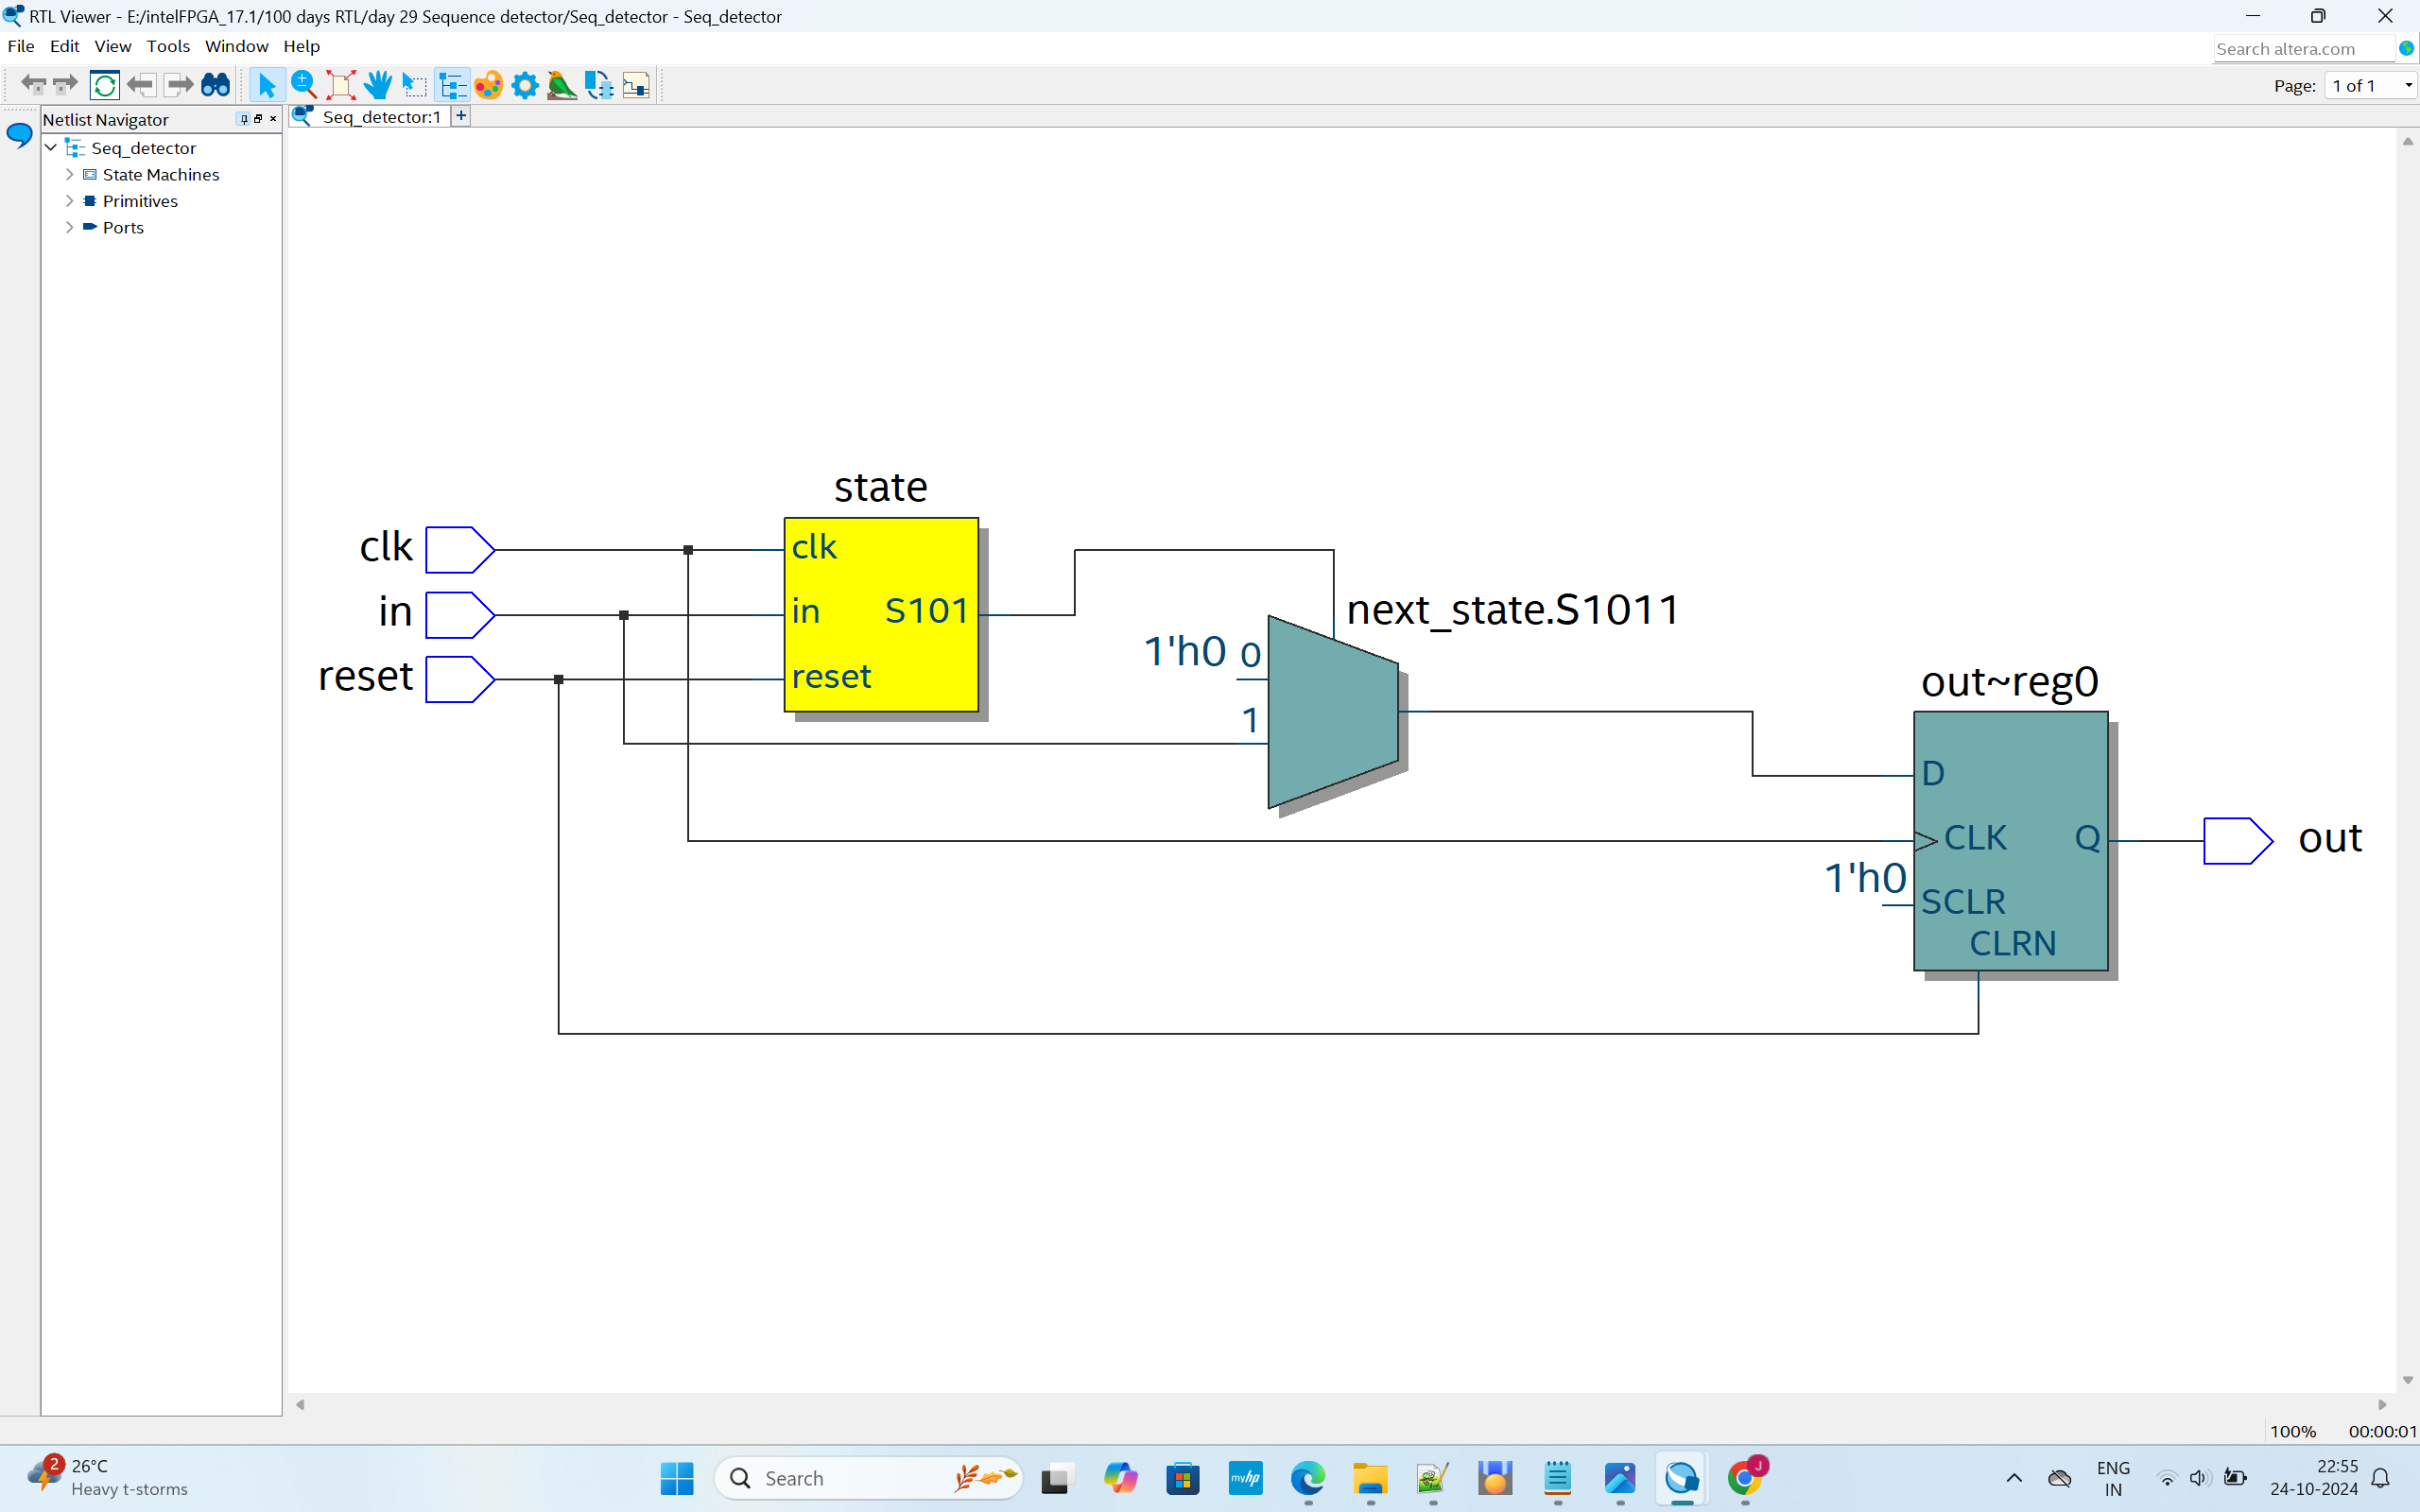 RTL Viewer - E:/intelFPGA_17.1/100 days RTL/day 29 Sequence detector/Seq_detector - Seq_detector
File Edit View Tools Window Help
Search altera.com
Page: 1 of 1
Netlist Navigator
Seq_detector:1
+
Seq_detector
State Machines
Primitives
Ports
state
clk
clk
in
in
S101
reset
reset
next_state.S1011
1'h0 0
1
out~reg0
D
CLK
Q
out
1'h0
SCLR
CLRN
100%
00:00:01
2
26°C
Heavy t-storms
Search
myhp
J
ENG
IN
22:55
24-10-2024